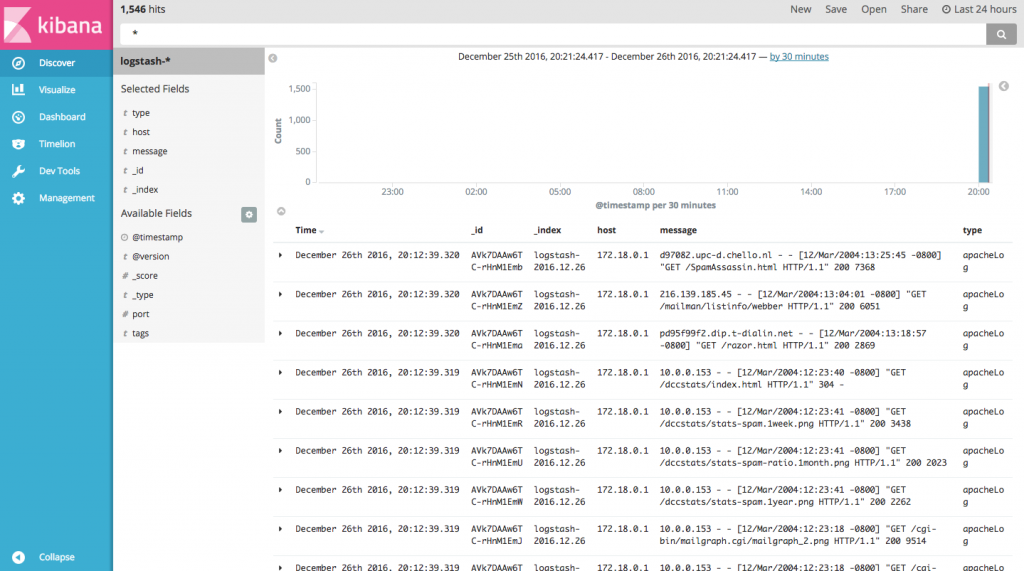 kibana
Discover
Visualize
Dashboard
Timelion
Dev Tools
Management
Collapse
1,546 hits
New Save Open Share Last 24 hours
*
logstash-*
Selected Fields
t type
t host
t message
t _id
t _index
Available Fields
@timestamp
t @version
# _score
t _type
# port
t tags
December 25th 2016, 20:21:24.417 - December 26th 2016, 20:21:24.417 — by 30 minutes
Count
1,500
1,000
500
0
23:00 02:00 05:00 08:00 11:00 14:00 17:00 20:00
@timestamp per 30 minutes
Time _id _index host message type
December 26th 2016, 20:12:39.320 AVk7DAAw6T logstash- 172.18.0.1 d97082.upc-d.chello.nl - - [12/Mar/2004:13:25:45 -0800] apacheLo
C-rHnM1Emb 2016.12.26 "GET /SpamAssassin.html HTTP/1.1" 200 7368 g
December 26th 2016, 20:12:39.320 AVk7DAAw6T logstash- 172.18.0.1 216.139.185.45 - - [12/Mar/2004:13:04:01 -0800] "GET apacheLo
C-rHnM1EmZ 2016.12.26 /mailman/listinfo/webber HTTP/1.1" 200 6051 g
December 26th 2016, 20:12:39.320 AVk7DAAw6T logstash- 172.18.0.1 pd95f99f2.dip.t-dialin.net - - [12/Mar/2004:13:18:57 apacheLo
C-rHnM1Ema 2016.12.26 -0800] "GET /razor.html HTTP/1.1" 200 2869 g
December 26th 2016, 20:12:39.319 AVk7DAAw6T logstash- 172.18.0.1 10.0.0.153 - - [12/Mar/2004:12:23:40 -0800] "GET apacheLo
C-rHnM1EmN 2016.12.26 /dccstats/index.html HTTP/1.1" 304 - g
December 26th 2016, 20:12:39.319 AVk7DAAw6T logstash- 172.18.0.1 10.0.0.153 - - [12/Mar/2004:12:23:41 -0800] "GET apacheLo
C-rHnM1EmR 2016.12.26 /dccstats/stats-spam.1week.png HTTP/1.1" 200 3438 g
December 26th 2016, 20:12:39.319 AVk7DAAw6T logstash- 172.18.0.1 10.0.0.153 - - [12/Mar/2004:12:23:41 -0800] "GET apacheLo
C-rHnM1EmU 2016.12.26 /dccstats/stats-spam-ratio.1month.png HTTP/1.1" 200 2023 g
December 26th 2016, 20:12:39.319 AVk7DAAw6T logstash- 172.18.0.1 10.0.0.153 - - [12/Mar/2004:12:23:41 -0800] "GET apacheLo
C-rHnM1EmW 2016.12.26 /dccstats/stats-spam.1year.png HTTP/1.1" 200 2262 g
December 26th 2016, 20:12:39.319 AVk7DAAw6T logstash- 172.18.0.1 10.0.0.153 - - [12/Mar/2004:12:23:18 -0800] "GET /cgi- apacheLo
C-rHnM1EmJ 2016.12.26 bin/mailgraph.cgi/mailgraph_2.png HTTP/1.1" 200 9514 g
December 26th 2016, 20:12:39.319 AVk7DAAw6T logstash- 172.18.0.1 10.0.0.153 - - [12/Mar/2004:12:23:18 -0800] "GET /cgi- apacheLo